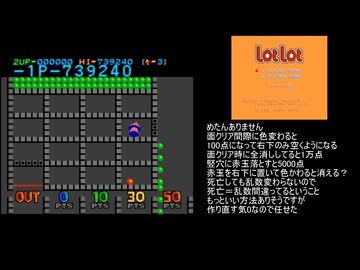 2UP-000000 HI-739240 (-3)
-1P-739240
OUT 0 10 30 50
PTS PTS PTS PTS
LotLot
めたんありません
面クリア間際に色変わると
100点になって右下のみ空くようになる
面クリア時に全消ししてると1万点
竪穴に赤玉落とすと5000点
赤玉を右下に置いて色かわると消える?
死亡しても乱数変わらないので
死亡=乱数間違ってるということ
もっといい方法ありそうですが
作り直す気0なので任せた